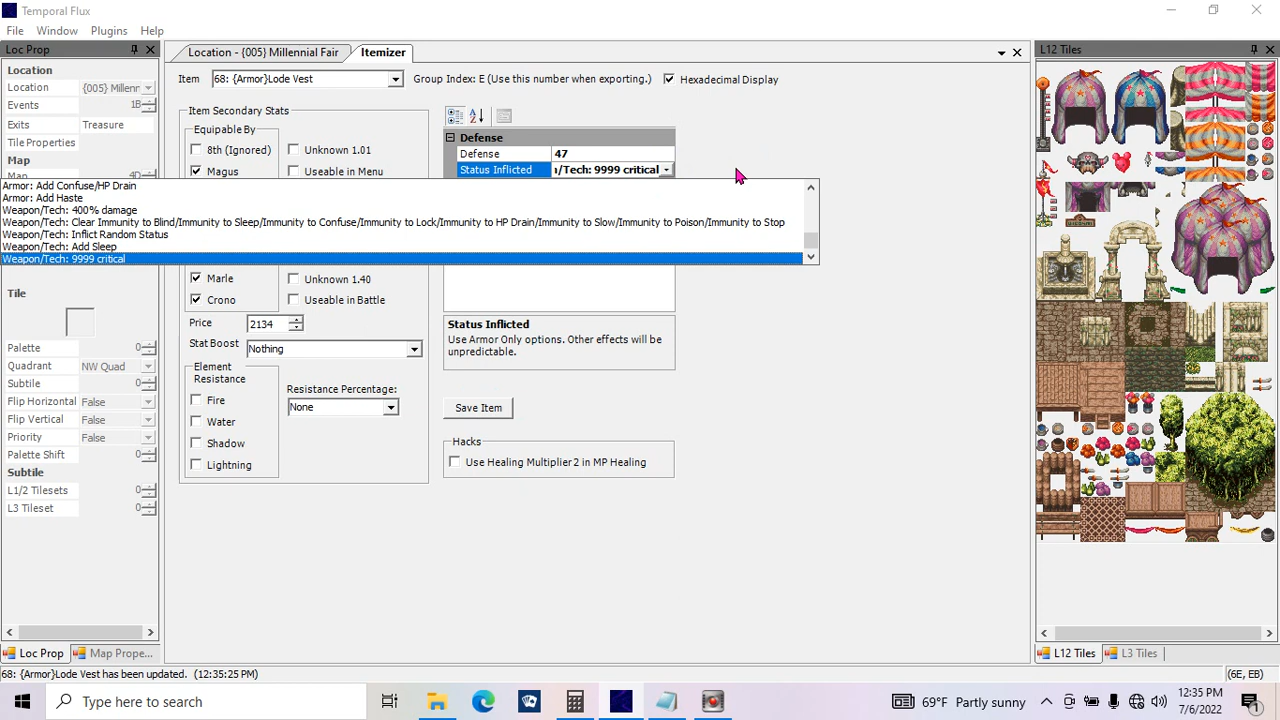 Temporal Flux
File Window Plugins Help
Loc Prop
Location - {005} Millennial Fair
Itemizer
L12 Tiles
Location
Location {005} Millenr
Events 1B
Exits Treasure
Tile Properties
Map
Map 4D
Item 68: {Armor}Lode Vest Group Index: E (Use this number when exporting.) Hexadecimal Display
Item Secondary Stats
Equipable By
8th (Ignored) Unknown 1.01
Magus Useable in Menu
Defense
Defense 47
Status Inflicted ı/Tech: 9999 critical
Armor: Add Confuse/HP Drain
Armor: Add Haste
Weapon/Tech: 400% damage
Weapon/Tech: Clear Immunity to Blind/Immunity to Sleep/Immunity to Confuse/Immunity to Lock/Immunity to HP Drain/Immunity to Slow/Immunity to Poison/Immunity to Stop
Weapon/Tech: Inflict Random Status
Weapon/Tech: Add Sleep
Weapon/Tech: 9999 critical
Marle Unknown 1.40
Crono Useable in Battle
Price 2134
Stat Boost Nothing
Element
Resistance
Fire
Water
Shadow
Lightning
Resistance Percentage:
None
Status Inflicted
Use Armor Only options. Other effects will be
unpredictable.
Save Item
Hacks
Use Healing Multiplier 2 in MP Healing
Tile
Palette 0
Quadrant NW Quad
Subtile 0
Flip Horizontal False
Flip Vertical False
Priority False
Palette Shift 0
Subtile
L1/2 Tilesets 0
L3 Tileset 0
Loc Prop Map Prope...
L12 Tiles L3 Tiles
68: {Armor}Lode Vest has been updated. (12:35:25 PM)
(6E, EB)
Type here to search
69°F Partly sunny
12:35 PM
7/6/2022
1